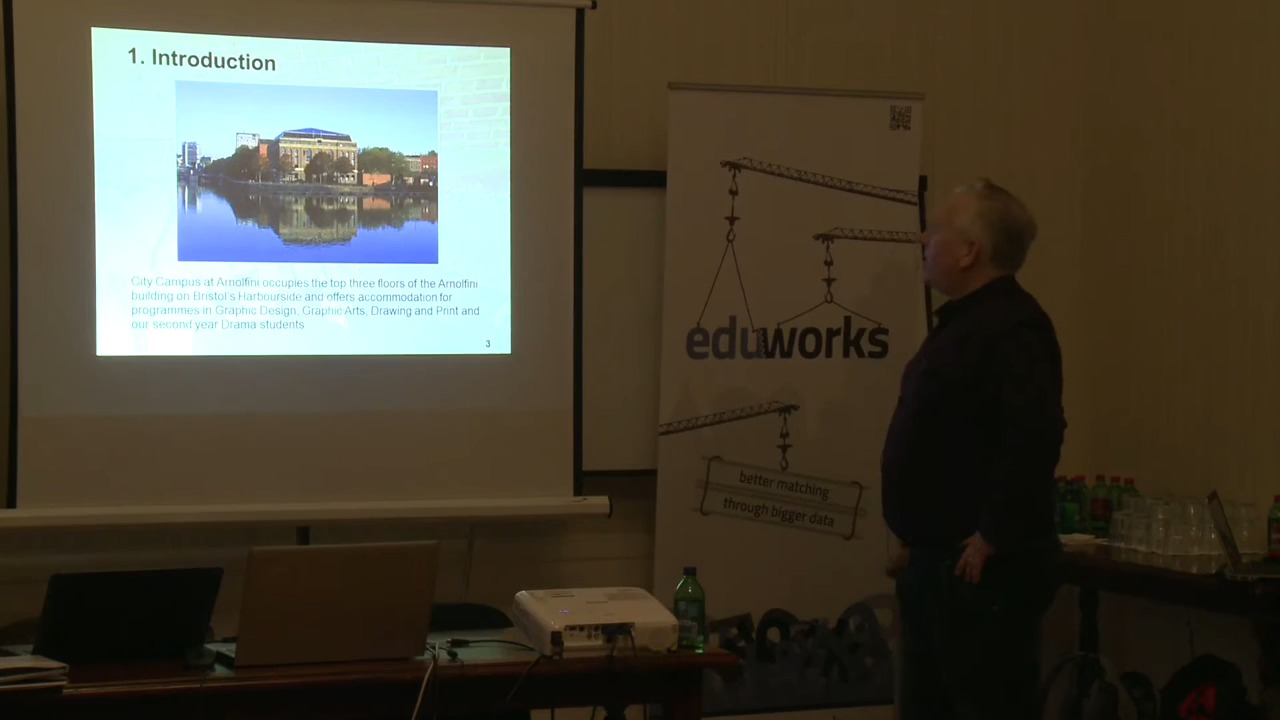 1. Introduction
City Campus at Arnolfini occupies the top three floors of the Arnolfini
building on Bristol's Harbourside and offers accommodation for
programmes in Graphic Design, Graphic Arts, Drawing and Print and
our second year Drama students
3
eduworks
better matching
through bigger data